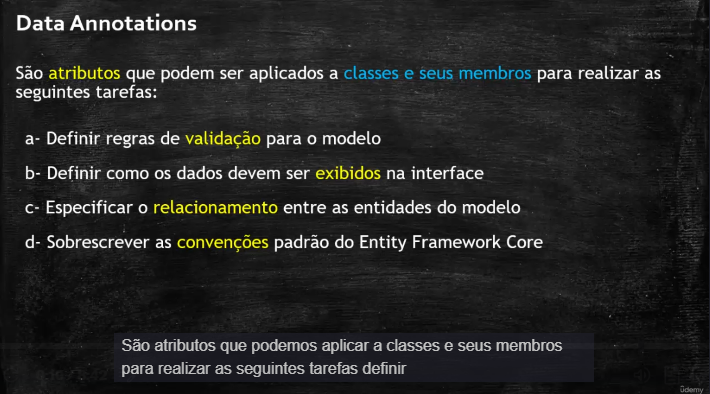 Data Annotations
São atributos que podem ser aplicados a classes e seus membros para realizar as
seguintes tarefas:
a- Definir regras de validação para o modelo
b- Definir como os dados devem ser exibidos na interface
c- Especificar o relacionamento entre as entidades do modelo
d- Sobrescrever as convenções padrão do Entity Framework Core
São atributos que podemos aplicar a classes e seus membros
para realizar as seguintes tarefas definir
ûdemy